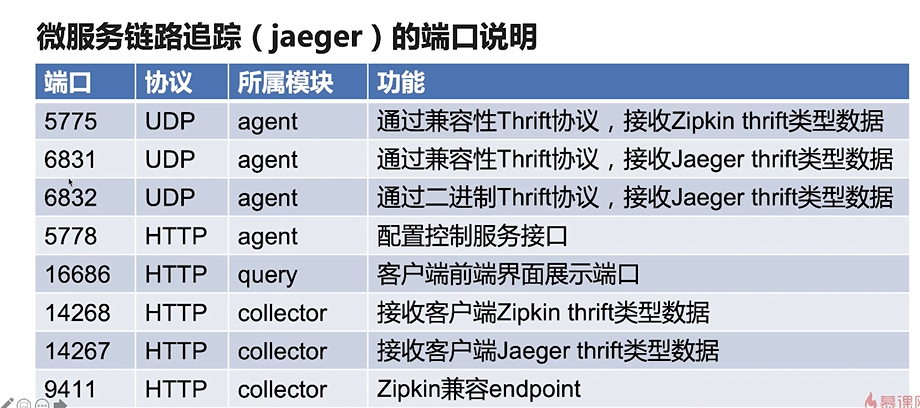 微服务链路追踪（jaeger）的端口说明
端口 协议 所属模块 功能
5775 UDP agent 通过兼容性Thrift协议，接收Zipkin thrift类型数据
6831 UDP agent 通过兼容性Thrift协议，接收Jaeger thrift类型数据
6832 UDP agent 通过二进制Thrift协议，接收Jaeger thrift类型数据
5778 HTTP agent 配置控制服务接口
16686 HTTP query 客户端前端界面展示端口
14268 HTTP collector 接收客户端Zipkin thrift类型数据
14267 HTTP collector 接收客户端Jaeger thrift类型数据
9411 HTTP collector Zipkin兼容endpoint
慕课